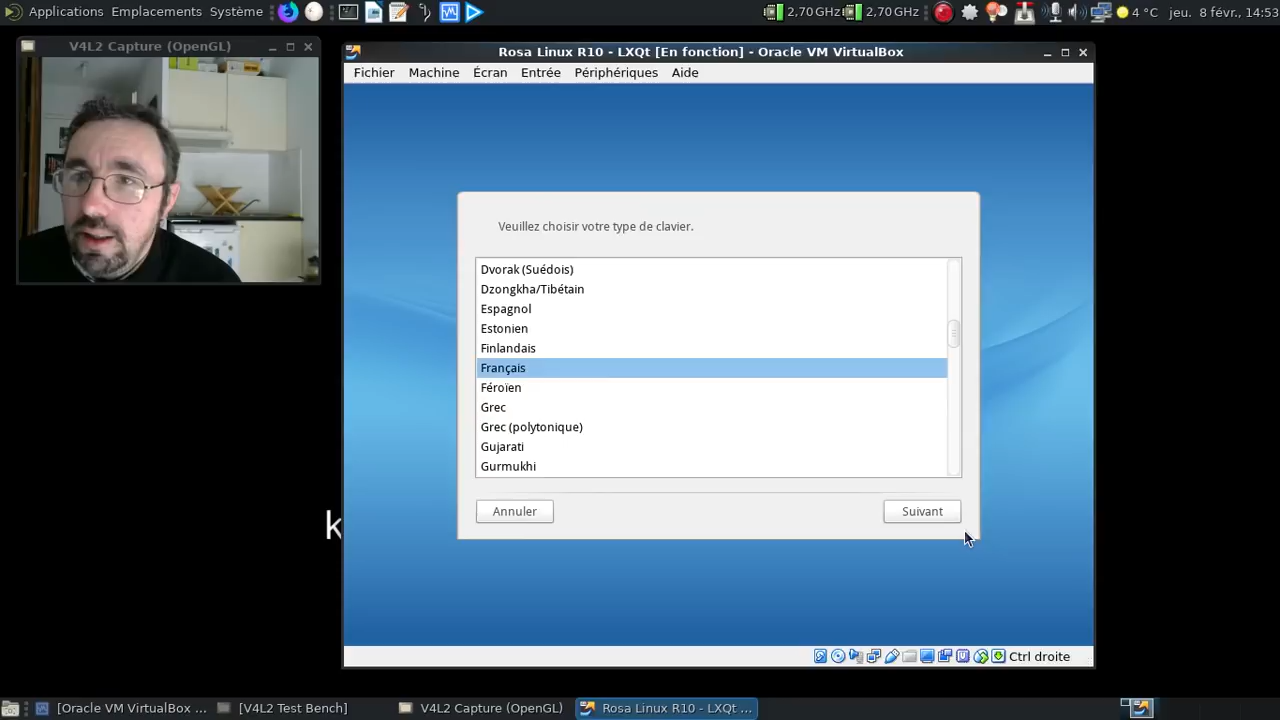 Applications Emplacements Système
2,70 GHz 2,70 GHz 4 °C jeu. 8 févr., 14:53
V4L2 Capture (OpenGL)
Rosa Linux R10 - LXQt [En fonction] - Oracle VM VirtualBox
Fichier Machine Écran Entrée Périphériques Aide
Veuillez choisir votre type de clavier.
Dvorak (Suédois)
Dzongkha/Tibétain
Espagnol
Estonien
Finlandais
Français
Féroïen
Grec
Grec (polytonique)
Gujarati
Gurmukhi
Annuler Suivant
k
Ctrl droite
[Oracle VM VirtualBox ... [V4L2 Test Bench] V4L2 Capture (OpenGL) Rosa Linux R10 - LXQt ...